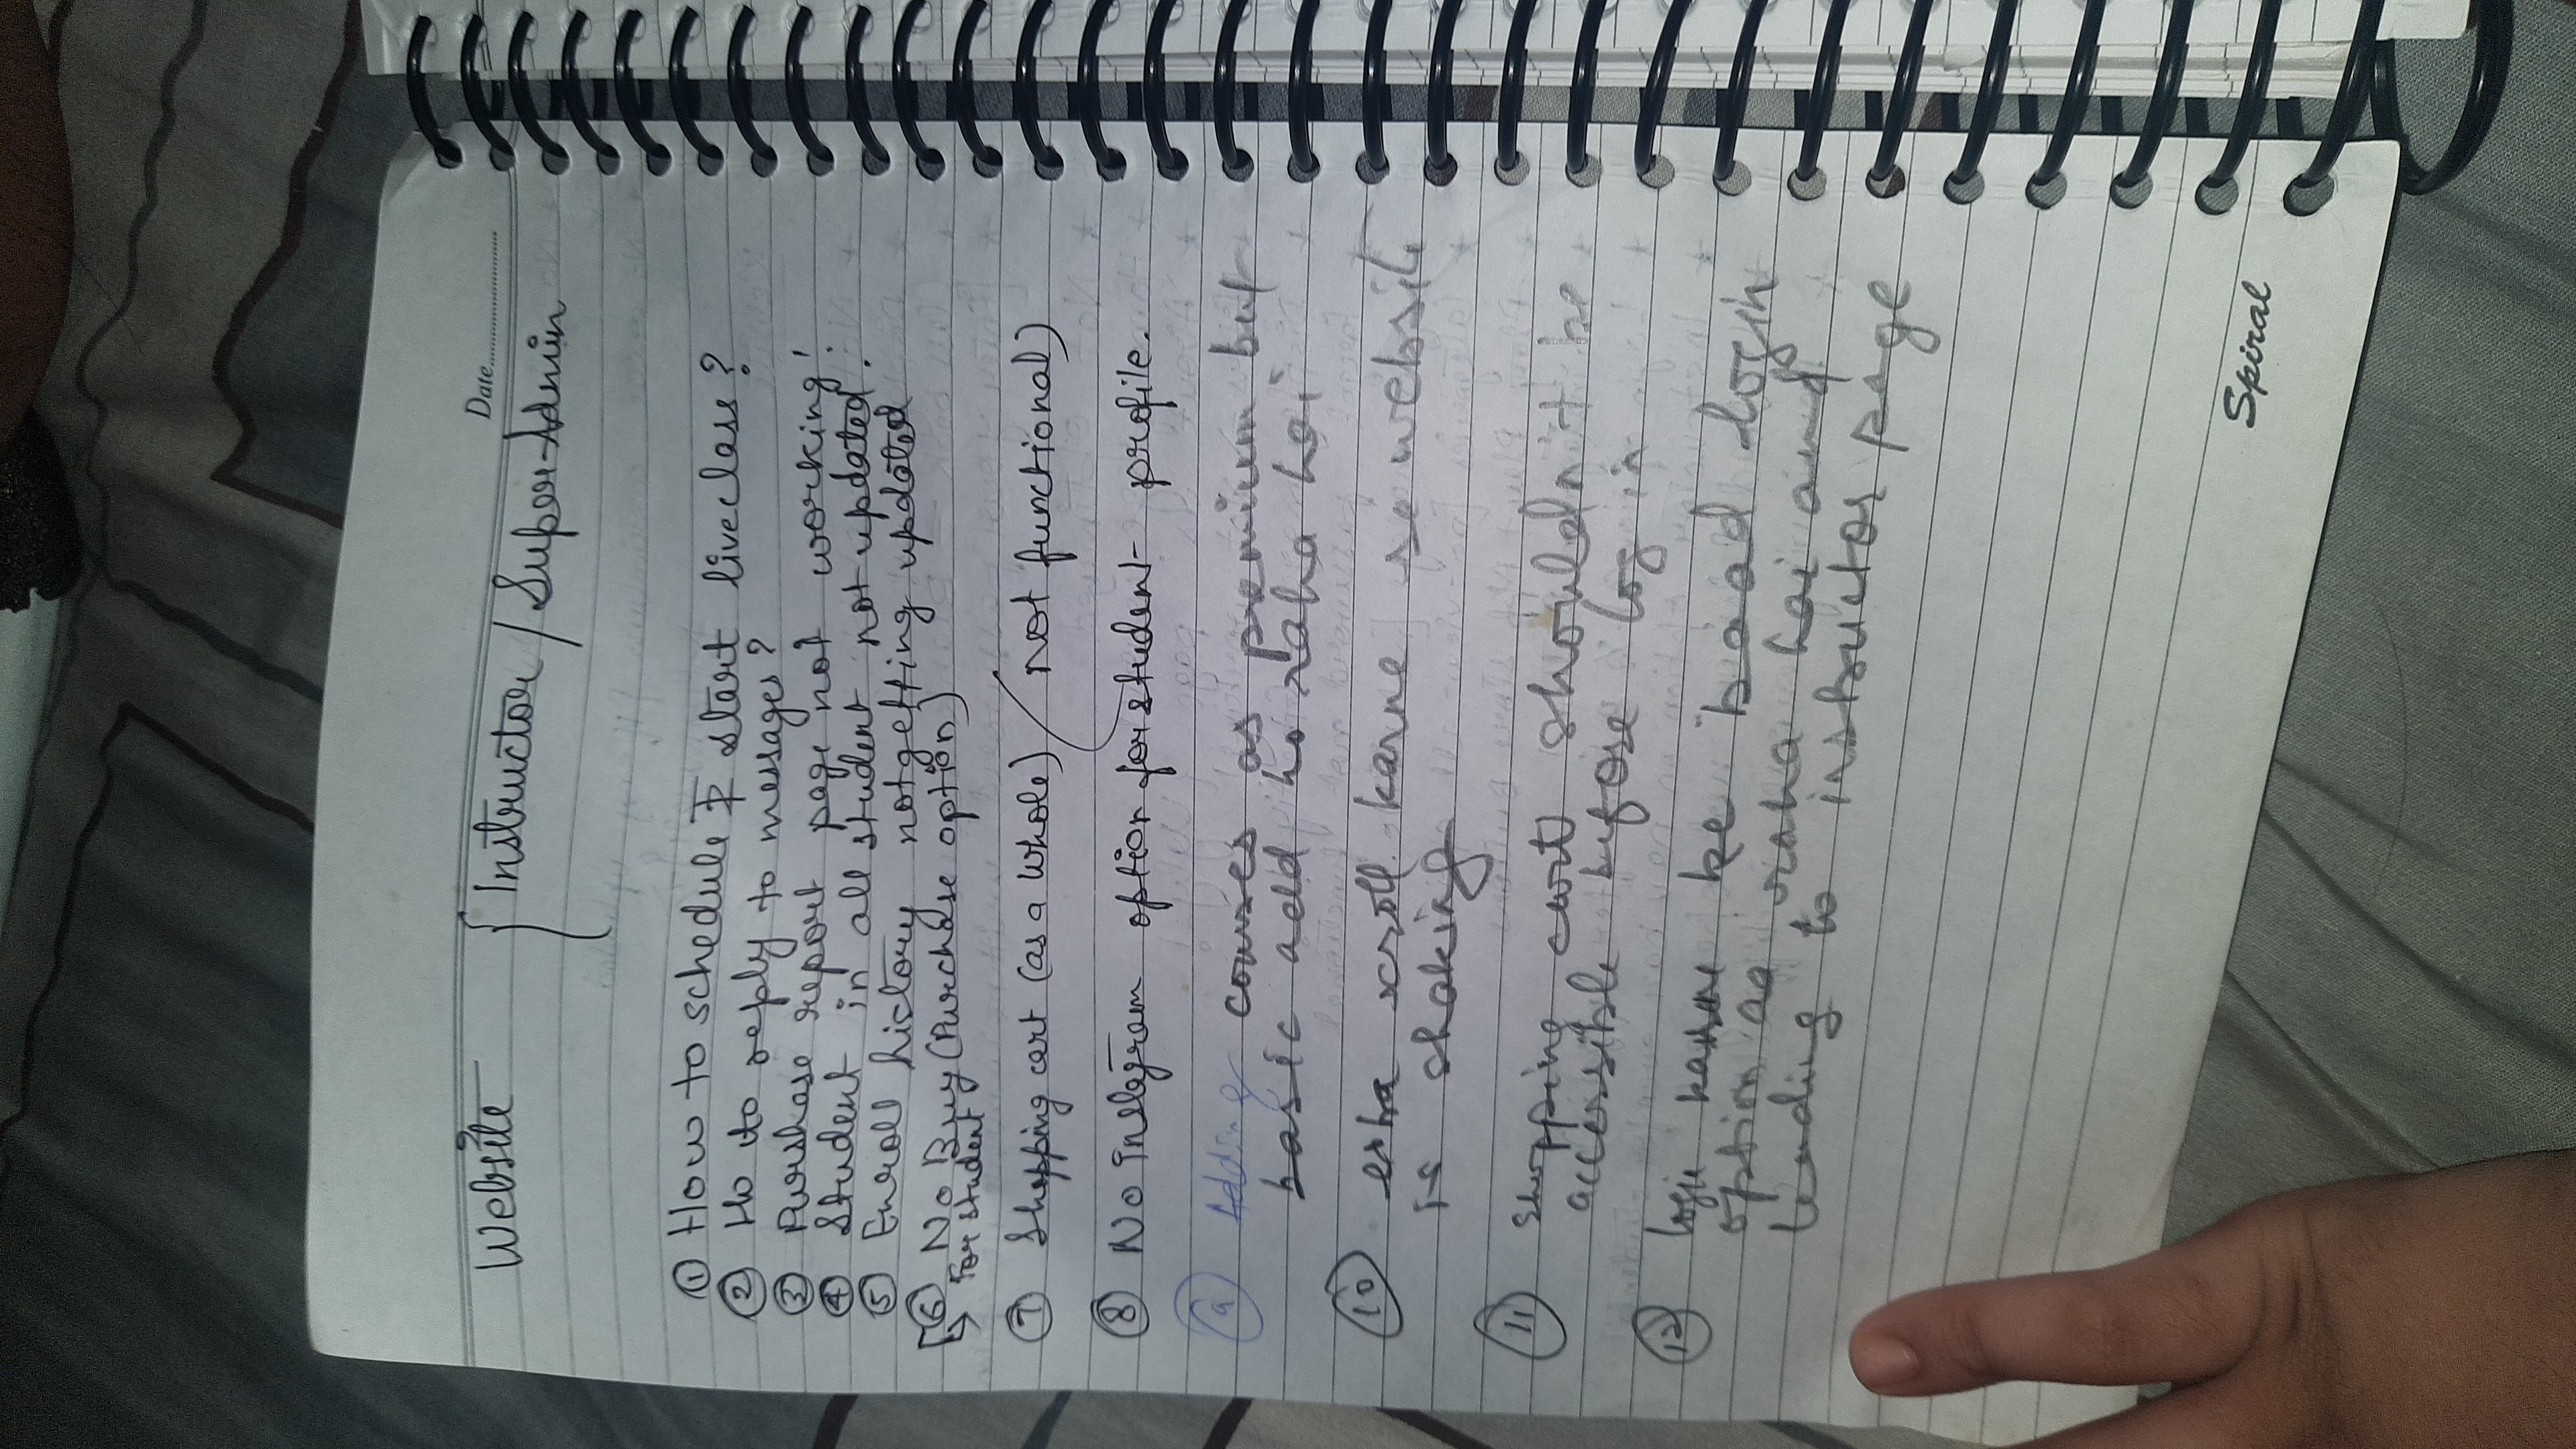 Date
Website { Instructor / Super-Admin
① How to schedule & start liveclass ?
② Ho to reply to messages ?
③ Purshase report page not working !
④ Student in all student not updated.
⑤ Enroll history not getting updated
⑥ No Buy (Purchase option)
→ For student
⑦ Shopping cart (as a whole) (Not functional)
⑧ No instagram option for student profile.
⑨ Adding courses as premium but
basic add ho raha hai
⑩ extra scroll karne se website
is shaking
⑪ shopping cart shouldn't be
accessible before log in
⑫ login karne ke baad login
option aa raha hai and
leading to instructor page
Spiral